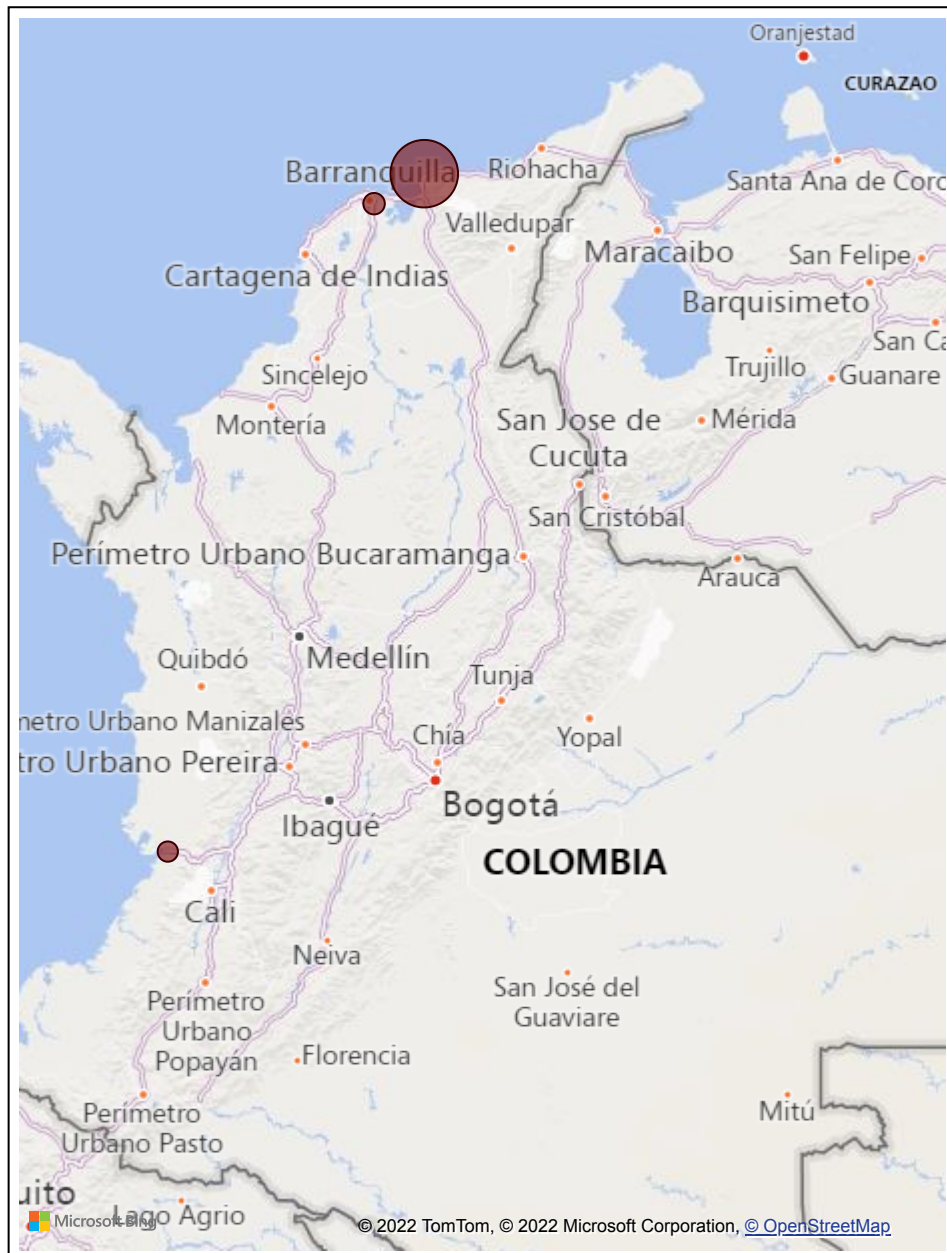 Oranjestad
CURAZAO
Barranquilla
Riohacha
Santa Ana de Coro
Valledupar
Maracaibo
San Felipe
Cartagena de Indias
Barquisimeto
San Ca
Trujillo
Guanare
Sincelejo
Montería
San Jose de
Cucuta
Mérida
San Cristóbal
Perímetro Urbano Bucaramanga
Arauca
Quibdó
Medellín
Tunja
metro Urbano Manizales
Chía
Yopal
tro Urbano Pereira
Bogotá
Ibagué
COLOMBIA
Cali
Neiva
San José del
Guaviare
Perímetro
Urbano
Popayán
Florencia
Mitú
Perímetro
Urbano Pasto
uito
Lago Agrio
Microsoft Bing
© 2022 TomTom, © 2022 Microsoft Corporation, © OpenStreetMap